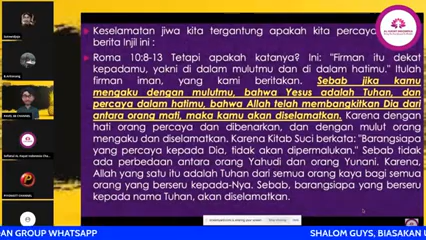 Keselamatan jiwa kita tergantung apakah kita percaya
berita Injil ini :
Roma 10:8-13 Tetapi apakah katanya? Ini: "Firman itu dekat
kepadamu, yakni di dalam mulutmu dan di dalam hatimu." Itulah
firman iman, yang kami beritakan. Sebab jika kamu
mengaku dengan mulutmu, bahwa Yesus adalah Tuhan, dan
percaya dalam hatimu, bahwa Allah telah membangkitkan Dia dari
antara orang mati, maka kamu akan diselamatkan. Karena dengan
hati orang percaya dan dibenarkan, dan dengan mulut orang
mengaku dan diselamatkan. Karena Kitab Suci berkata: "Barangsiapa
yang percaya kepada Dia, tidak akan dipermalukan." Sebab tidak
ada perbedaan antara orang Yahudi dan orang Yunani. Karena,
Allah yang satu itu adalah Tuhan dari semua orang kaya bagi semua
orang yang berseru kepada-Nya. Sebab, barangsiapa yang berseru
kepada nama Tuhan, akan diselamatkan.
DAN GROUP WHATSAPP
SHALOM GUYS, BIASAKAN U